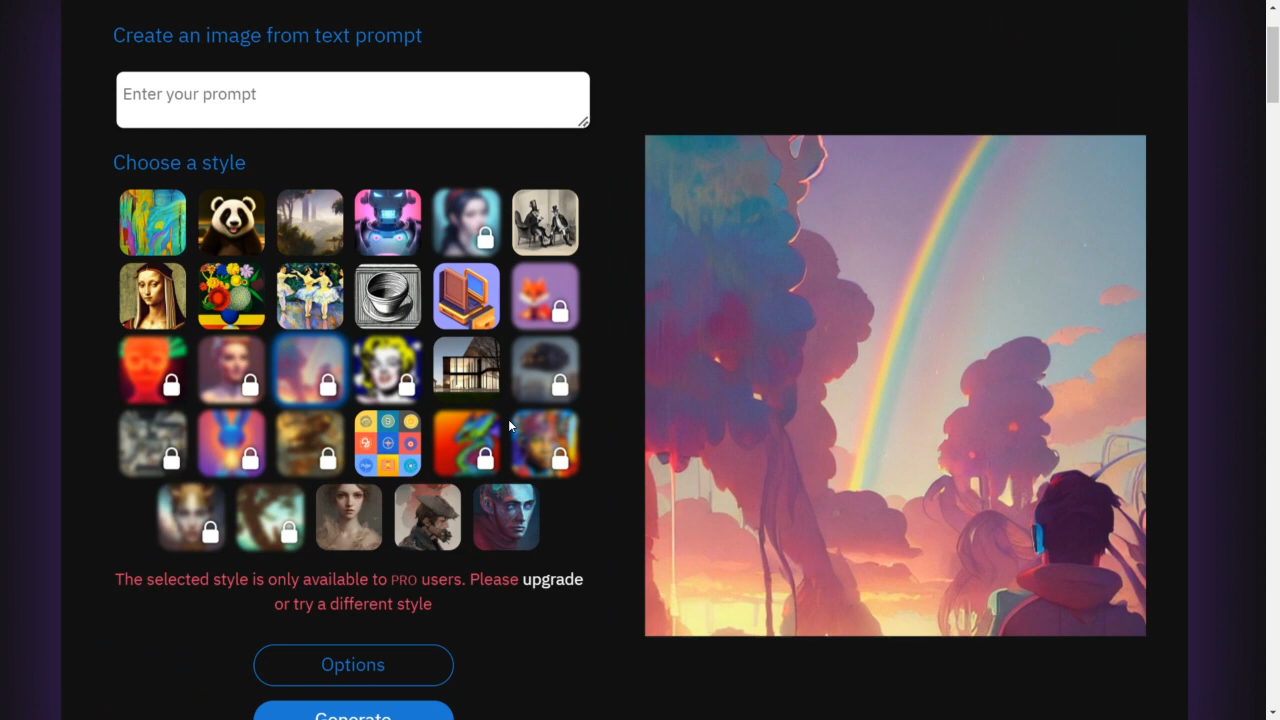 Create an image from text prompt
Enter your prompt
Choose a style
The selected style is only available to PRO users. Please upgrade
or try a different style
Options
Generate